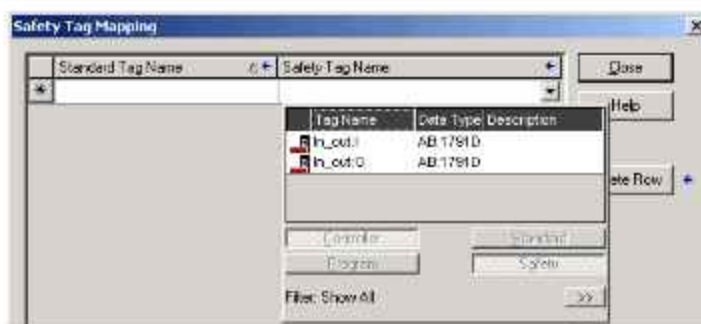 Safety Tag Mapping
Standard Tag Name
Safety Tag Name
Close
Help
Tag Name Data Type Description
In_out:I AB:1791D
In_out:O AB:1791D
ete Row
Controller Standard
Program Safety
Filter: Show All >>